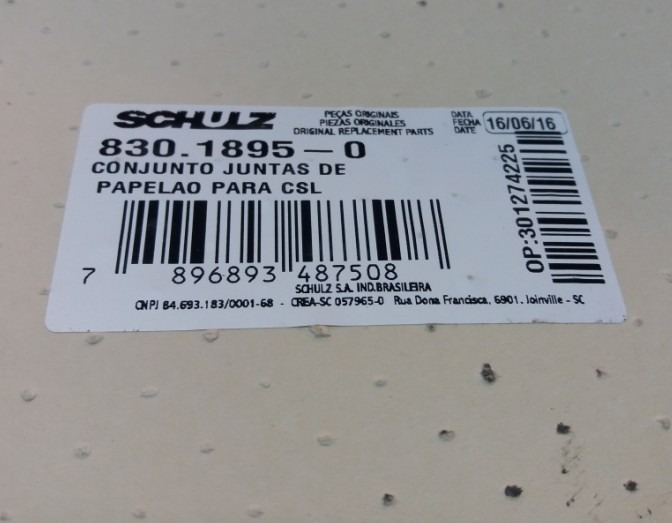 SCHULZ
PEÇAS ORIGINAIS
PIEZAS ORIGINALES
ORIGINAL REPLACEMENT PARTS
DATA
FECHA
DATE
16/06/16
830.1895-0
CONJUNTO JUNTAS DE
PAPELAO PARA CSL
7 896893 487508
OP:301274225
SCHULZ S.A. IND.BRASILEIRA
CNPJ 84.693.183/0001-68 - CREA-SC 057965-0 Rua Dona Francisca, 6901. Joinville - SC